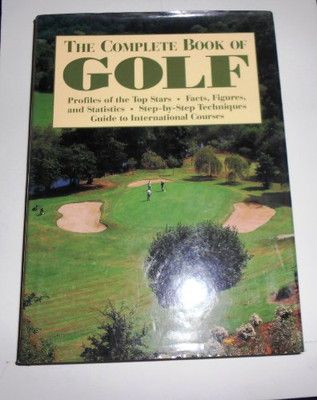 THE COMPLETE BOOK OF
GOLF
Profiles of the Top Stars • Facts, Figures,
and Statistics • Step-by-Step Techniques
Guide to International Courses